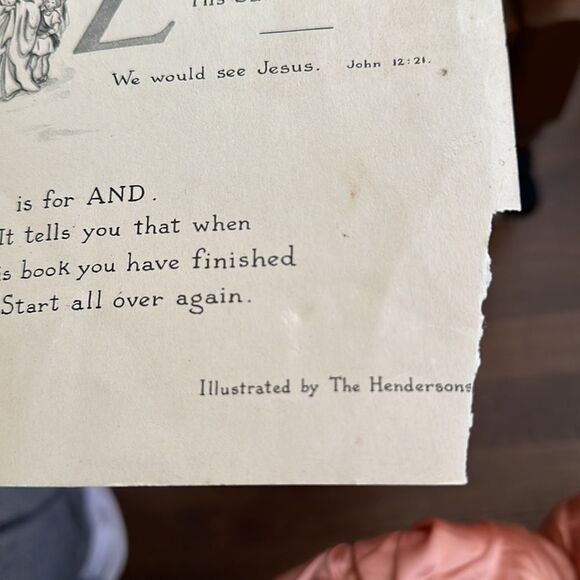 Z
We would see Jesus. John 12:21.
is for AND.
It tells you that when
book you have finished
Start all over again.
Illustrated by The Hendersons